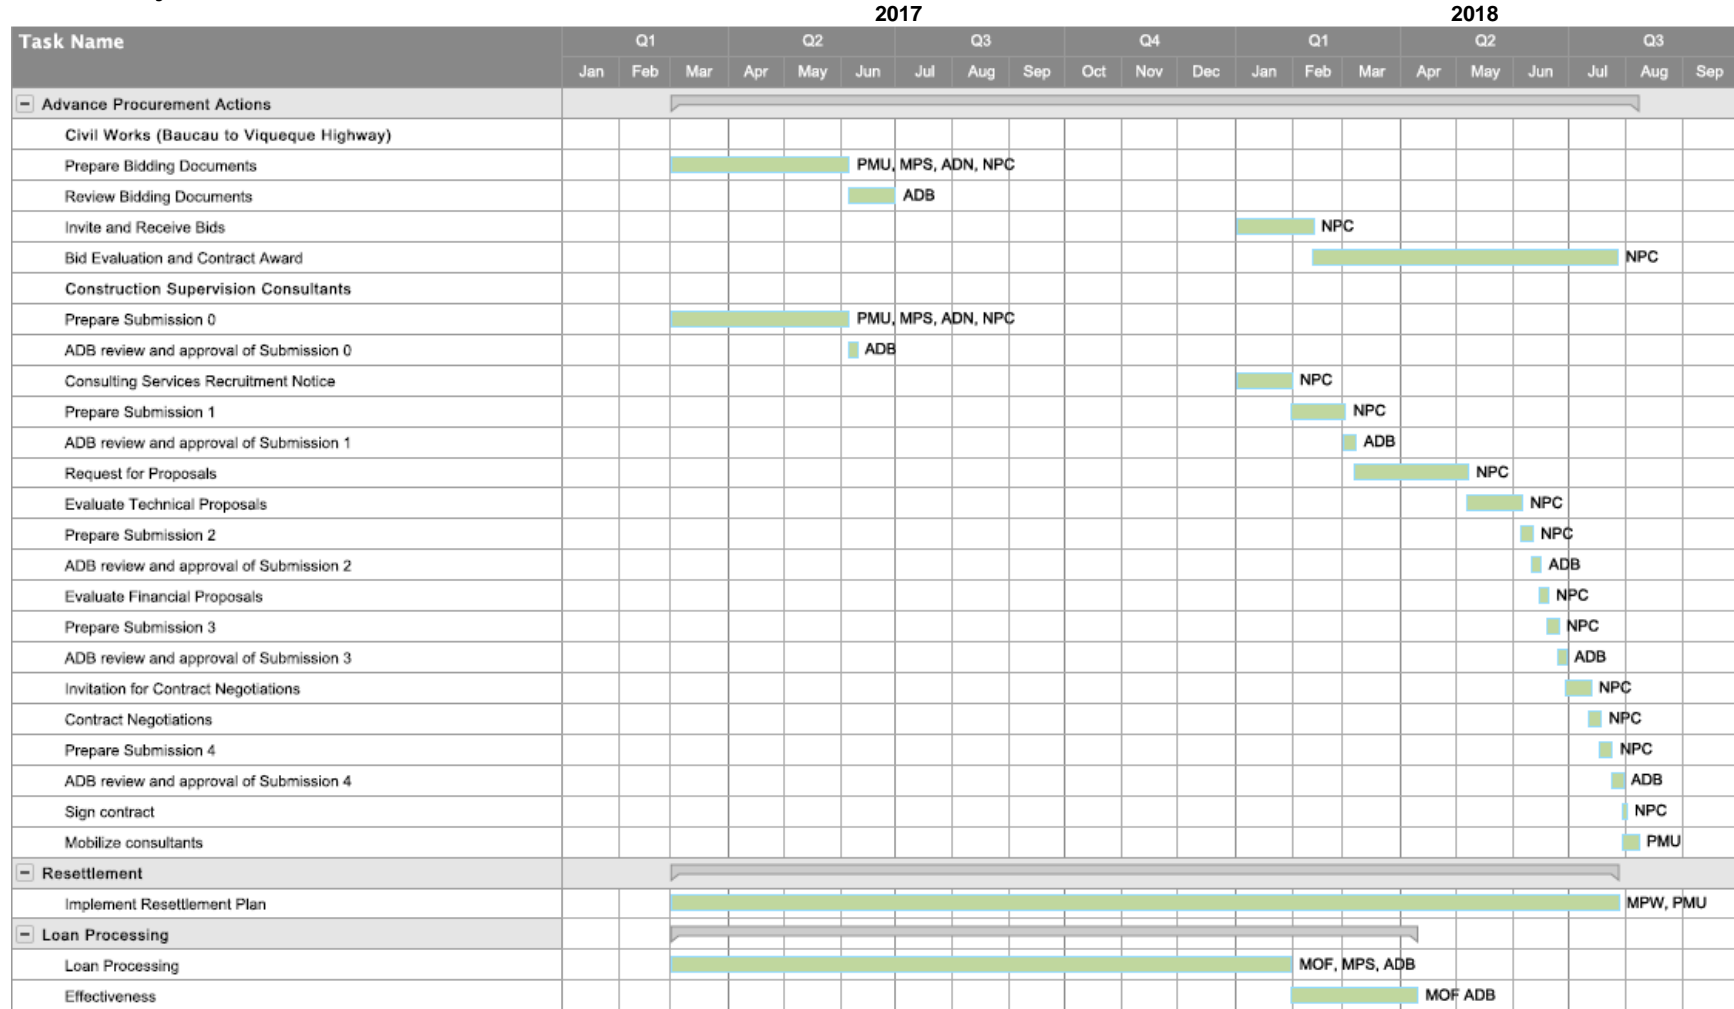 2017 2018
Task Name Q1 Q2 Q3 Q4 Q1 Q2 Q3
Jan Feb Mar Apr May Jun Jul Aug Sep Oct Nov Dec Jan Feb Mar Apr May Jun Jul Aug Sep
Advance Procurement Actions
Civil Works (Baucau to Viqueque Highway)
Prepare Bidding Documents PMU, MPS, ADN, NPC
Review Bidding Documents ADB
Invite and Receive Bids NPC
Bid Evaluation and Contract Award NPC
Construction Supervision Consultants
Prepare Submission 0 PMU, MPS, ADN, NPC
ADB review and approval of Submission 0 ADB
Consulting Services Recruitment Notice NPC
Prepare Submission 1 NPC
ADB review and approval of Submission 1 ADB
Request for Proposals NPC
Evaluate Technical Proposals NPC
Prepare Submission 2 NPC
ADB review and approval of Submission 2 ADB
Evaluate Financial Proposals NPC
Prepare Submission 3 NPC
ADB review and approval of Submission 3 ADB
Invitation for Contract Negotiations NPC
Contract Negotiations NPC
Prepare Submission 4 NPC
ADB review and approval of Submission 4 ADB
Sign contract NPC
Mobilize consultants PMU
Resettlement
Implement Resettlement Plan MPW, PMU
Loan Processing
Loan Processing MOF, MPS, ADB
Effectiveness MOF ADB